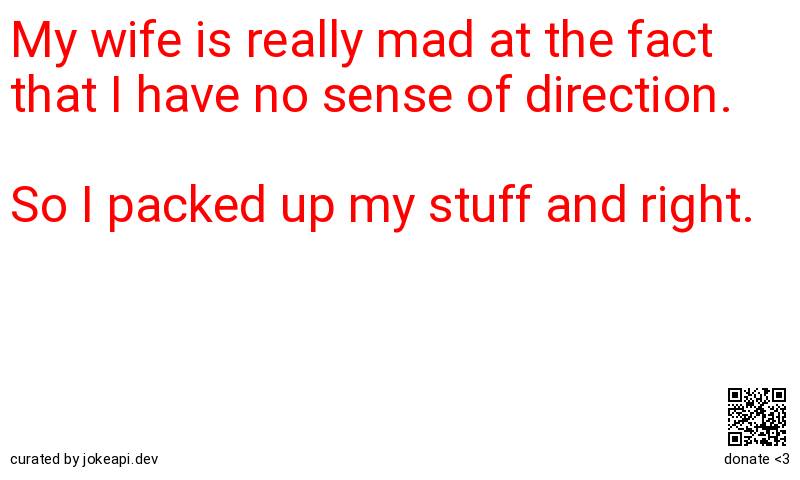 My wife is really mad at the fact
that I have no sense of direction.
So I packed up my stuff and right.
curated by jokeapi.dev
donate <3